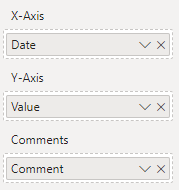 X-Axis
Date
Y-Axis
Value
Comments
Comment